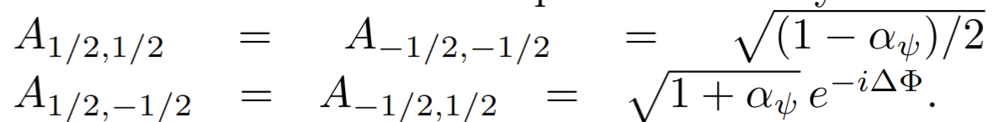 A_{1/2,1/2} = A_{-1/2,-1/2} = \sqrt{(1 - \alpha_\psi)/2}
A_{1/2,-1/2} = A_{-1/2,1/2} = \sqrt{1 + \alpha_\psi} e^{-i\Delta\Phi}.